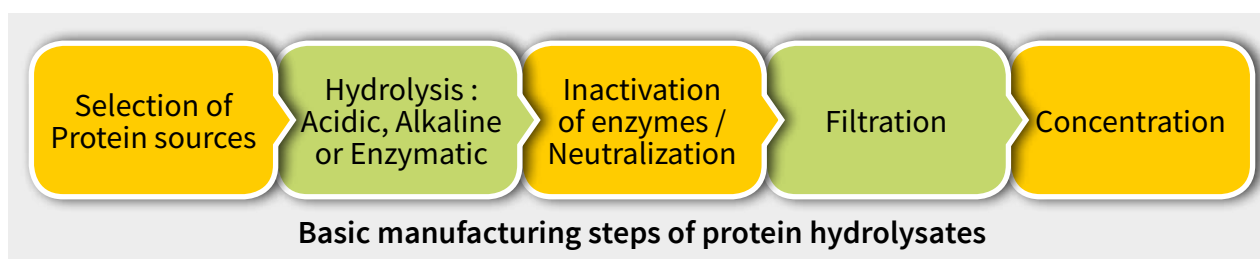 Selection of
Protein sources
Hydrolysis :
Acidic, Alkaline
or Enzymatic
Inactivation
of enzymes /
Neutralization
Filtration
Concentration
Basic manufacturing steps of protein hydrolysates